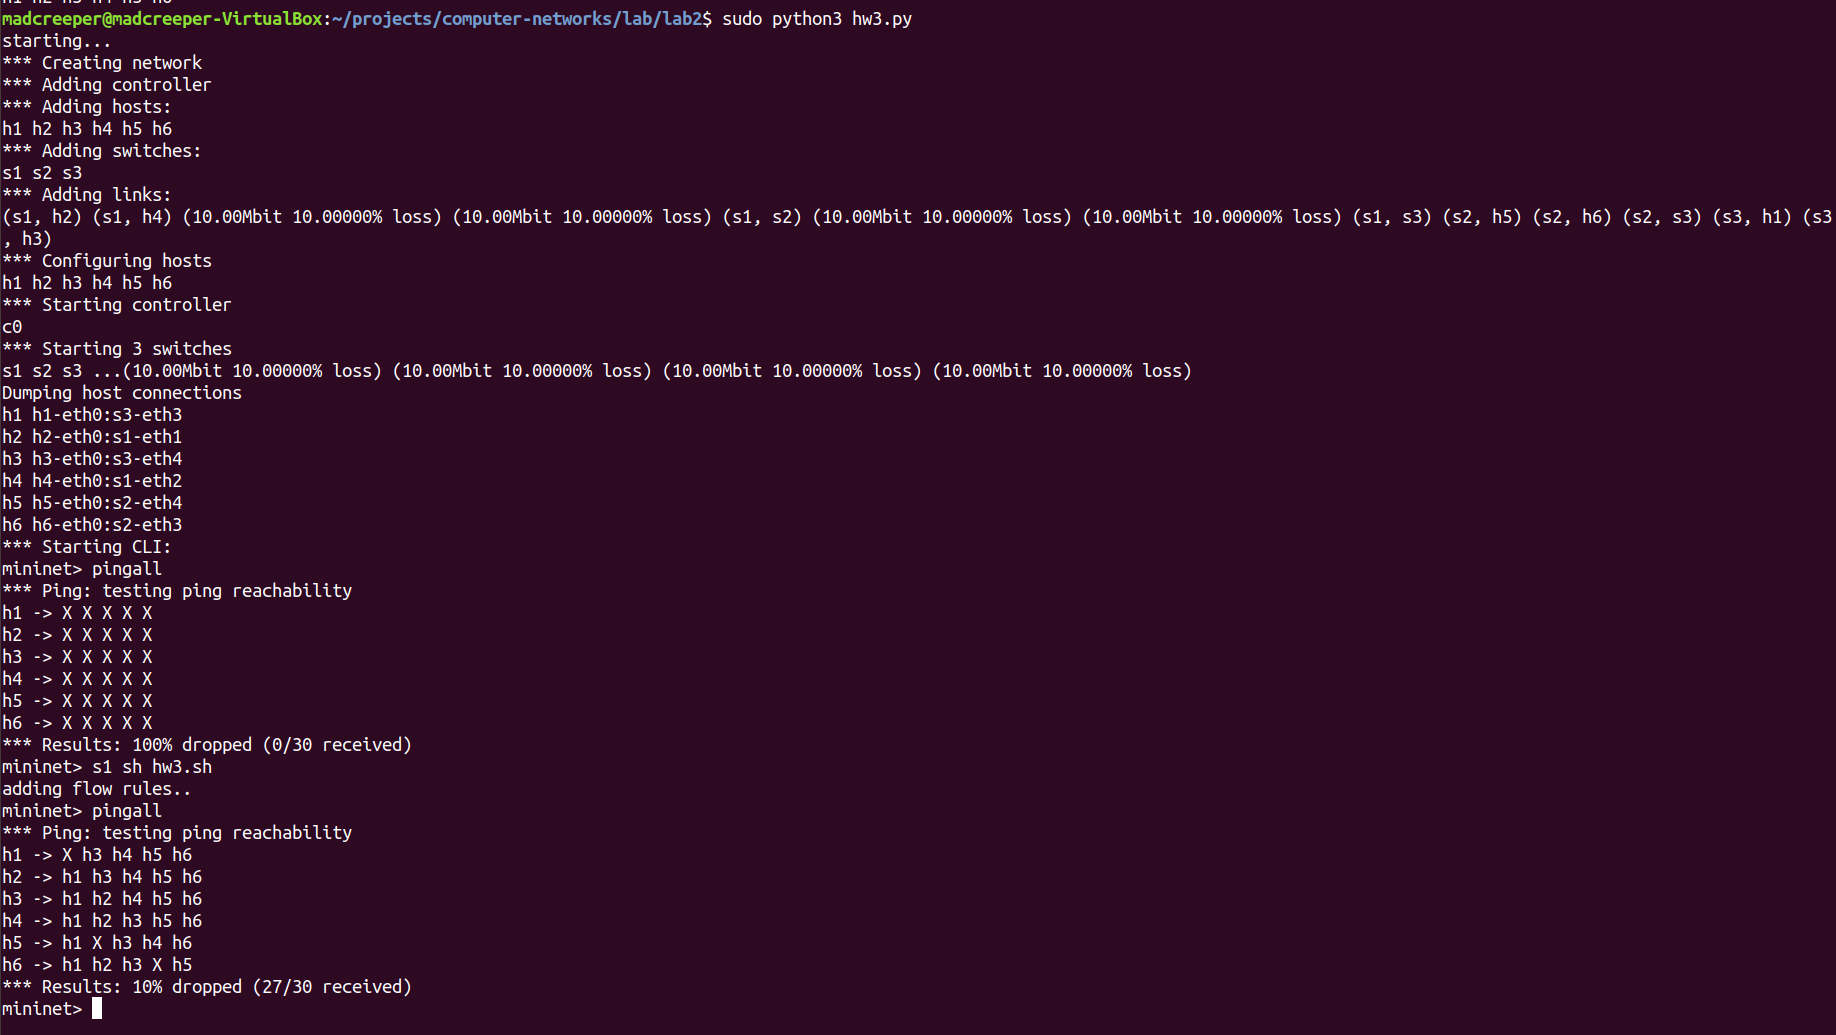 madcreeper@madcreeper-VirtualBox:~/projects/computer-networks/lab/lab2$ sudo python3 hw3.py
starting...
*** Creating network
*** Adding controller
*** Adding hosts:
h1 h2 h3 h4 h5 h6
*** Adding switches:
s1 s2 s3
*** Adding links:
(s1, h2) (s1, h4) (10.00Mbit 10.00000% loss) (10.00Mbit 10.00000% loss) (s1, s2) (10.00Mbit 10.00000% loss) (10.00Mbit 10.00000% loss) (s1, s3) (s2, h5) (s2, h6) (s2, s3) (s3, h1) (s3
, h3)
*** Configuring hosts
h1 h2 h3 h4 h5 h6
*** Starting controller
c0
*** Starting 3 switches
s1 s2 s3 ...(10.00Mbit 10.00000% loss) (10.00Mbit 10.00000% loss) (10.00Mbit 10.00000% loss) (10.00Mbit 10.00000% loss)
Dumping host connections
h1 h1-eth0:s3-eth3
h2 h2-eth0:s1-eth1
h3 h3-eth0:s3-eth4
h4 h4-eth0:s1-eth2
h5 h5-eth0:s2-eth4
h6 h6-eth0:s2-eth3
*** Starting CLI:
mininet> pingall
*** Ping: testing ping reachability
h1 -> X X X X X
h2 -> X X X X X
h3 -> X X X X X
h4 -> X X X X X
h5 -> X X X X X
h6 -> X X X X X
*** Results: 100% dropped (0/30 received)
mininet> s1 sh hw3.sh
adding flow rules..
mininet> pingall
*** Ping: testing ping reachability
h1 -> X h3 h4 h5 h6
h2 -> h1 h3 h4 h5 h6
h3 -> h1 h2 h4 h5 h6
h4 -> h1 h2 h3 h5 h6
h5 -> h1 X h3 h4 h6
h6 -> h1 h2 h3 X h5
*** Results: 10% dropped (27/30 received)
mininet>